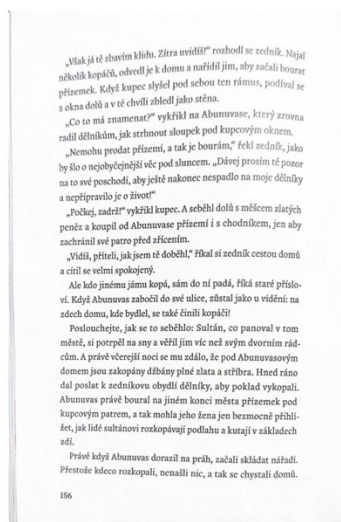 „Však já tě zbavím klidu. Zítra uvidíš!“ rozhodl se zedník. Najal
několik kopáčů, odvedl je k domu a nařídil jim, aby začali bourat
přízemek. Když kupec slyšel pod sebou ten rámus, podíval se
z okna dolů a v té chvíli zbledl jako stěna.
„Co to má znamenat?“ vykřikl na Abunuvase, který zrovna
radil dělníkům, jak strhnout sloupek pod kupcovým oknem.
„Nemohu prodat přízemí, a tak je bourám,“ řekl zedník, jako
by šlo o nejobyčejnější věc pod sluncem. „Dávej prosím tě pozor
na to své poschodí, aby ještě nakonec nespadlo na moje dělníky
a nepřipravilo je o život!“
„Počkej, zadrž!“ vykřikl kupec. A seběhl dolů s měšcem zlatých
peněz a koupil od Abunuvase přízemí i s chodníkem, jen aby
zachránil své patro před zřícením.
„Vidíš, příteli, jak jsem tě doběhl,“ říkal si zedník cestou domů
a cítil se velmi spokojený.
Ale kdo jinému jámu kopá, sám do ní padá, říká staré příslo-
ví. Když Abunuvas zabočil do své ulice, zůstal jako u vidění: na
zdech domu, kde bydlel, se také činili kopáči!
Poslouchejte, jak se to seběhlo: Sultán, co panoval v tom
městě, si potrpěl na sny a věřil jim víc než svým dvorním rád-
cům. A právě včerejší noci se mu zdálo, že pod Abunuvasovým
domem jsou zakopány džbány plné zlata a stříbra. Hned ráno
dal poslat k zedníkovu obydlí dělníky, aby poklad vykopali.
Abunuvas právě boural na jiném konci města přízemek pod
kupcovým patrem, a tak mohla jeho žena jen bezmocně přihlí-
žet, jak lidé sultánovi rozkopávají podlahu a kutají v základech
zdí.
Právě když Abunuvas dorazil na práh, začali skládat nářadí.
Přestože kdeco rozkopali, nenašli nic, a tak se chystali domů.
156